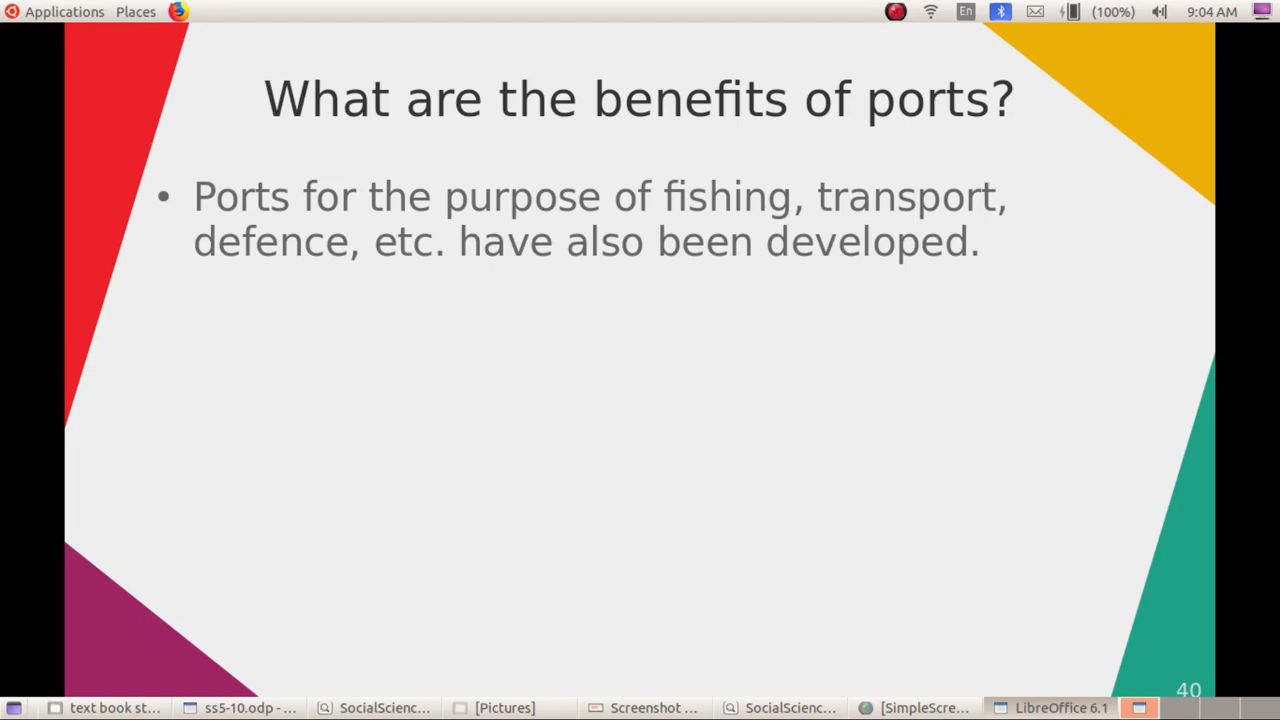 Applications Places En (100%) 9:04 AM
What are the benefits of ports?
• Ports for the purpose of fishing, transport,
defence, etc. have also been developed.
40
text book st... ss5-10.odp - ... SocialScienc... [Pictures] Screenshot ... SocialScienc... [SimpleScre... LibreOffice 6.1